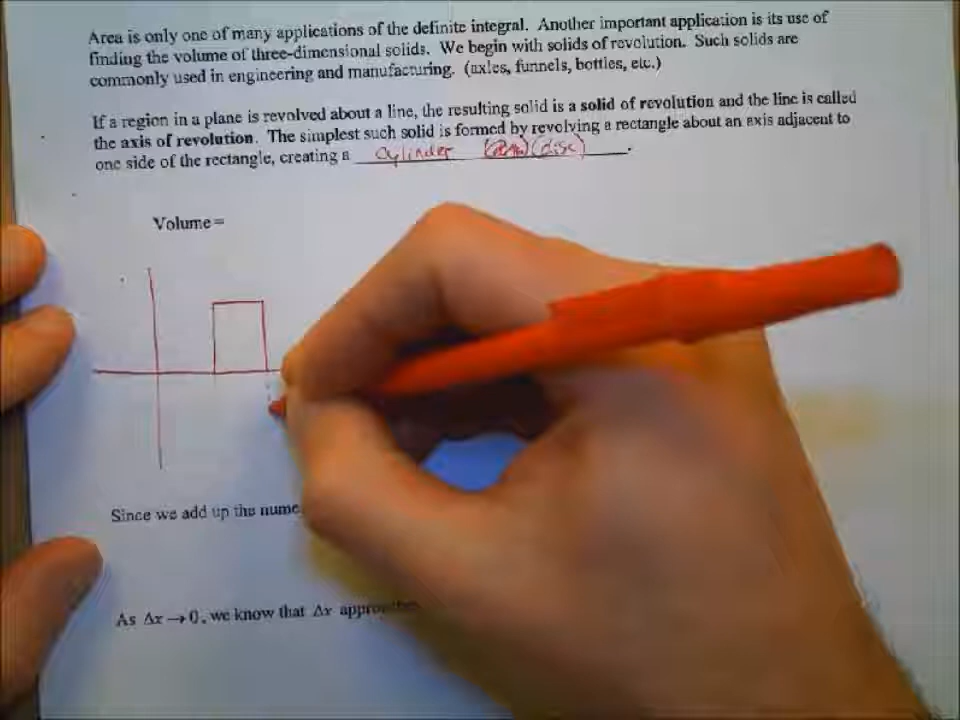 Area is only one of many applications of the definite integral. Another important application is its use of
finding the volume of three-dimensional solids. We begin with solids of revolution. Such solids are
commonly used in engineering and manufacturing. (axles, funnels, bottles, etc.)
If a region in a plane is revolved about a line, the resulting solid is a solid of revolution and the line is called
the axis of revolution. The simplest such solid is formed by revolving a rectangle about an axis adjacent to
one side of the rectangle, creating a cylinder (disc).
Volume =
Since we add up the
As Δx → 0, we know that Δx